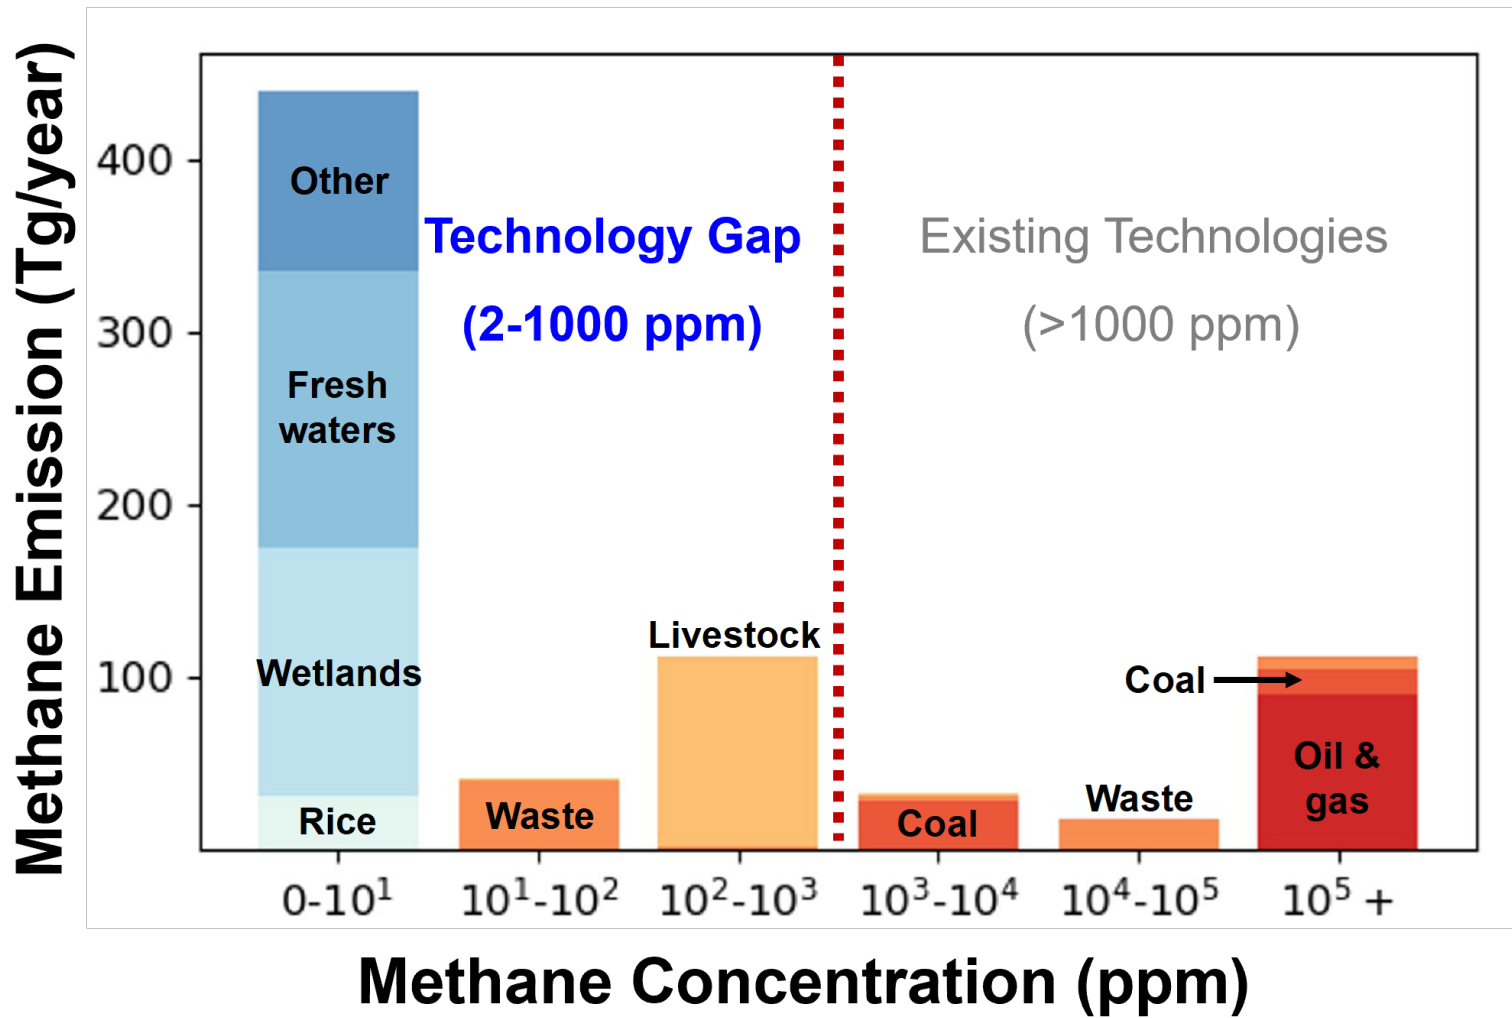 Methane Emission (Tg/year)
400
300
200
100
Other
Fresh
waters
Wetlands
Rice
Technology Gap
(2-1000 ppm)
Existing Technologies
(>1000 ppm)
Waste
Livestock
Coal
Waste
Coal
Oil &
gas
0-10¹
10¹-10²
10²-10³
10³-10⁴
10⁴-10⁵
10⁵ +
Methane Concentration (ppm)